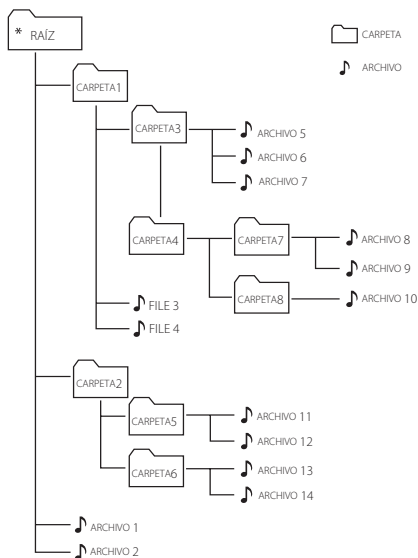 * RAÍZ
CARPETA
ARCHIVO
CARPETA1
CARPETA3
ARCHIVO 5
ARCHIVO 6
ARCHIVO 7
CARPETA4
CARPETA7
ARCHIVO 8
ARCHIVO 9
CARPETA8
ARCHIVO 10
FILE 3
FILE 4
CARPETA2
CARPETA5
ARCHIVO 11
ARCHIVO 12
CARPETA6
ARCHIVO 13
ARCHIVO 14
ARCHIVO 1
ARCHIVO 2